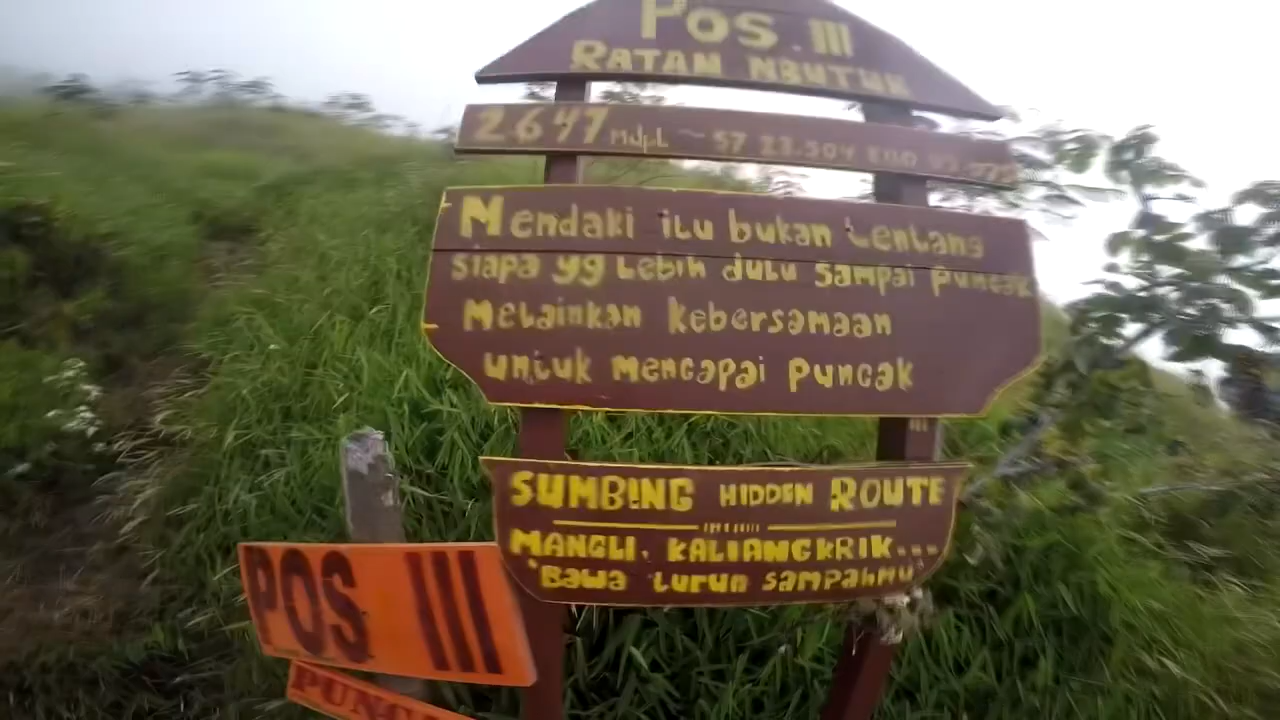 POS III
RATAN NBUTUK
2647 MdpL ~
Mendaki itu bukan tentang
siapa yg Lebih duLu sampai puncak
MeLainkan kebersamaan
untuk mencapai puncak
SUMBING HIDDEN ROUTE
MANGLI. KALIANGKRIK...
"Bawa turun sampahmu"
POS III